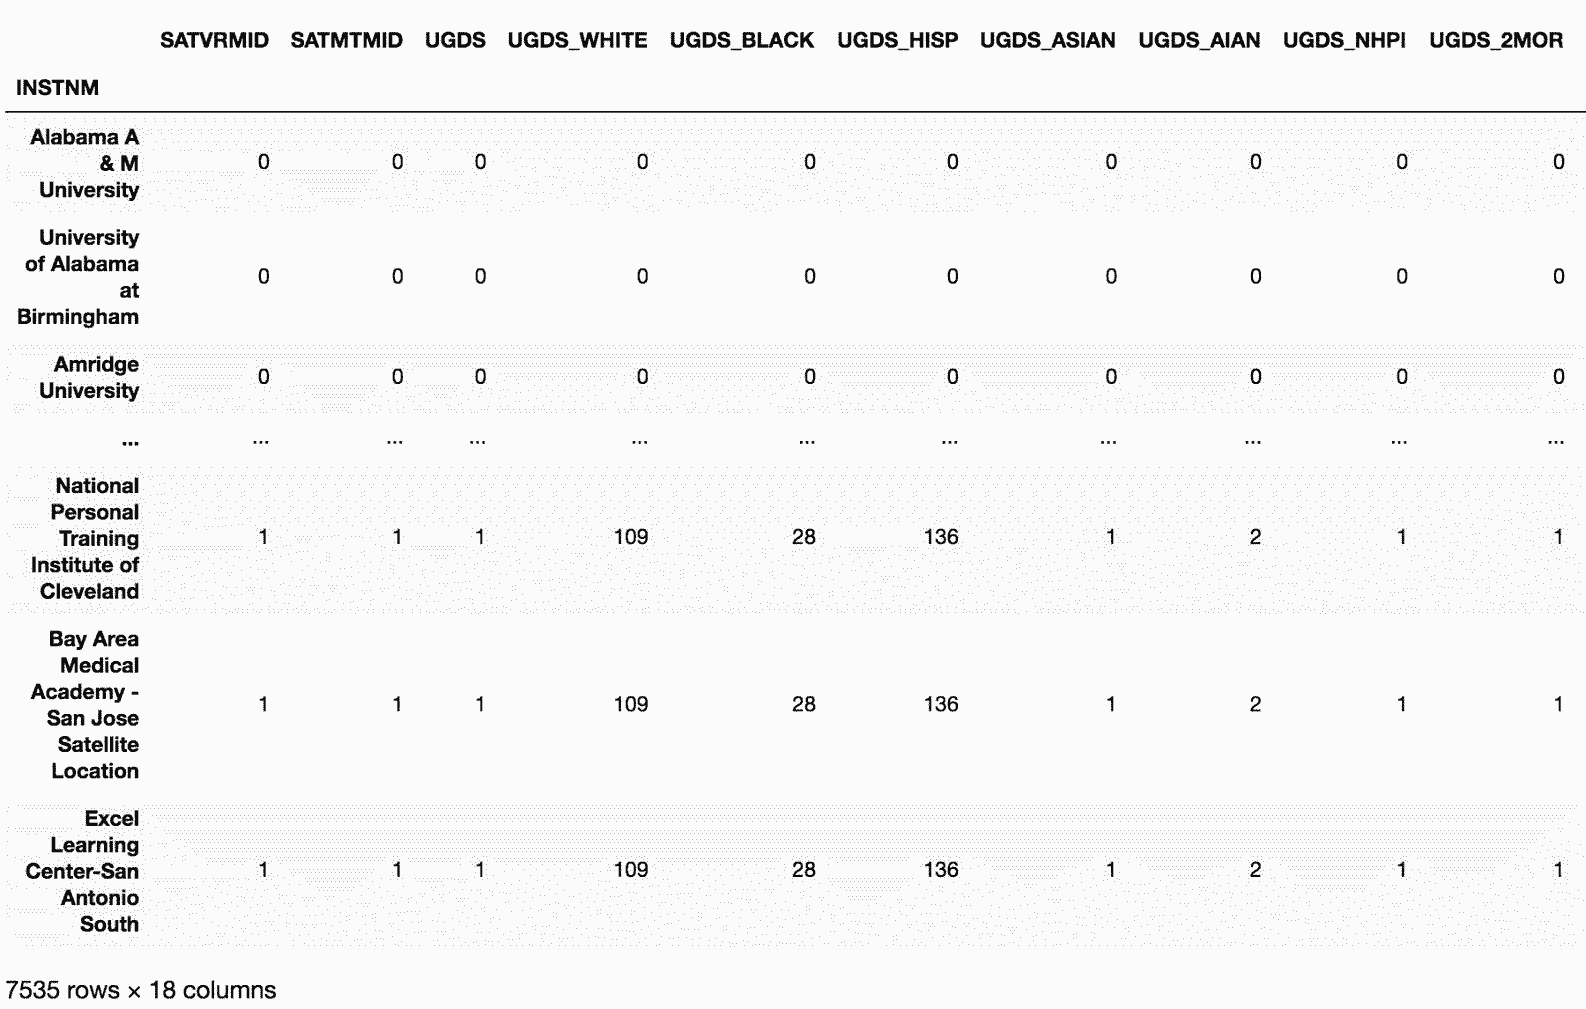 SATVRMID SATMTMID UGDS UGDS_WHITE UGDS_BLACK UGDS_HISP UGDS_ASIAN UGDS_AIAN UGDS_NHPI UGDS_2MOR
INSTNM
Alabama A
& M
University
0 0 0 0 0 0 0 0 0 0
University
of Alabama
at
Birmingham
0 0 0 0 0 0 0 0 0 0
Amridge
University
0 0 0 0 0 0 0 0 0 0
... ... ... ... ... ... ... ... ... ... ...
National
Personal
Training
Institute of
Cleveland
1 1 1 109 28 136 1 2 1 1
Bay Area
Medical
Academy -
San Jose
Satellite
Location
1 1 1 109 28 136 1 2 1 1
Excel
Learning
Center-San
Antonio
South
1 1 1 109 28 136 1 2 1 1
7535 rows × 18 columns